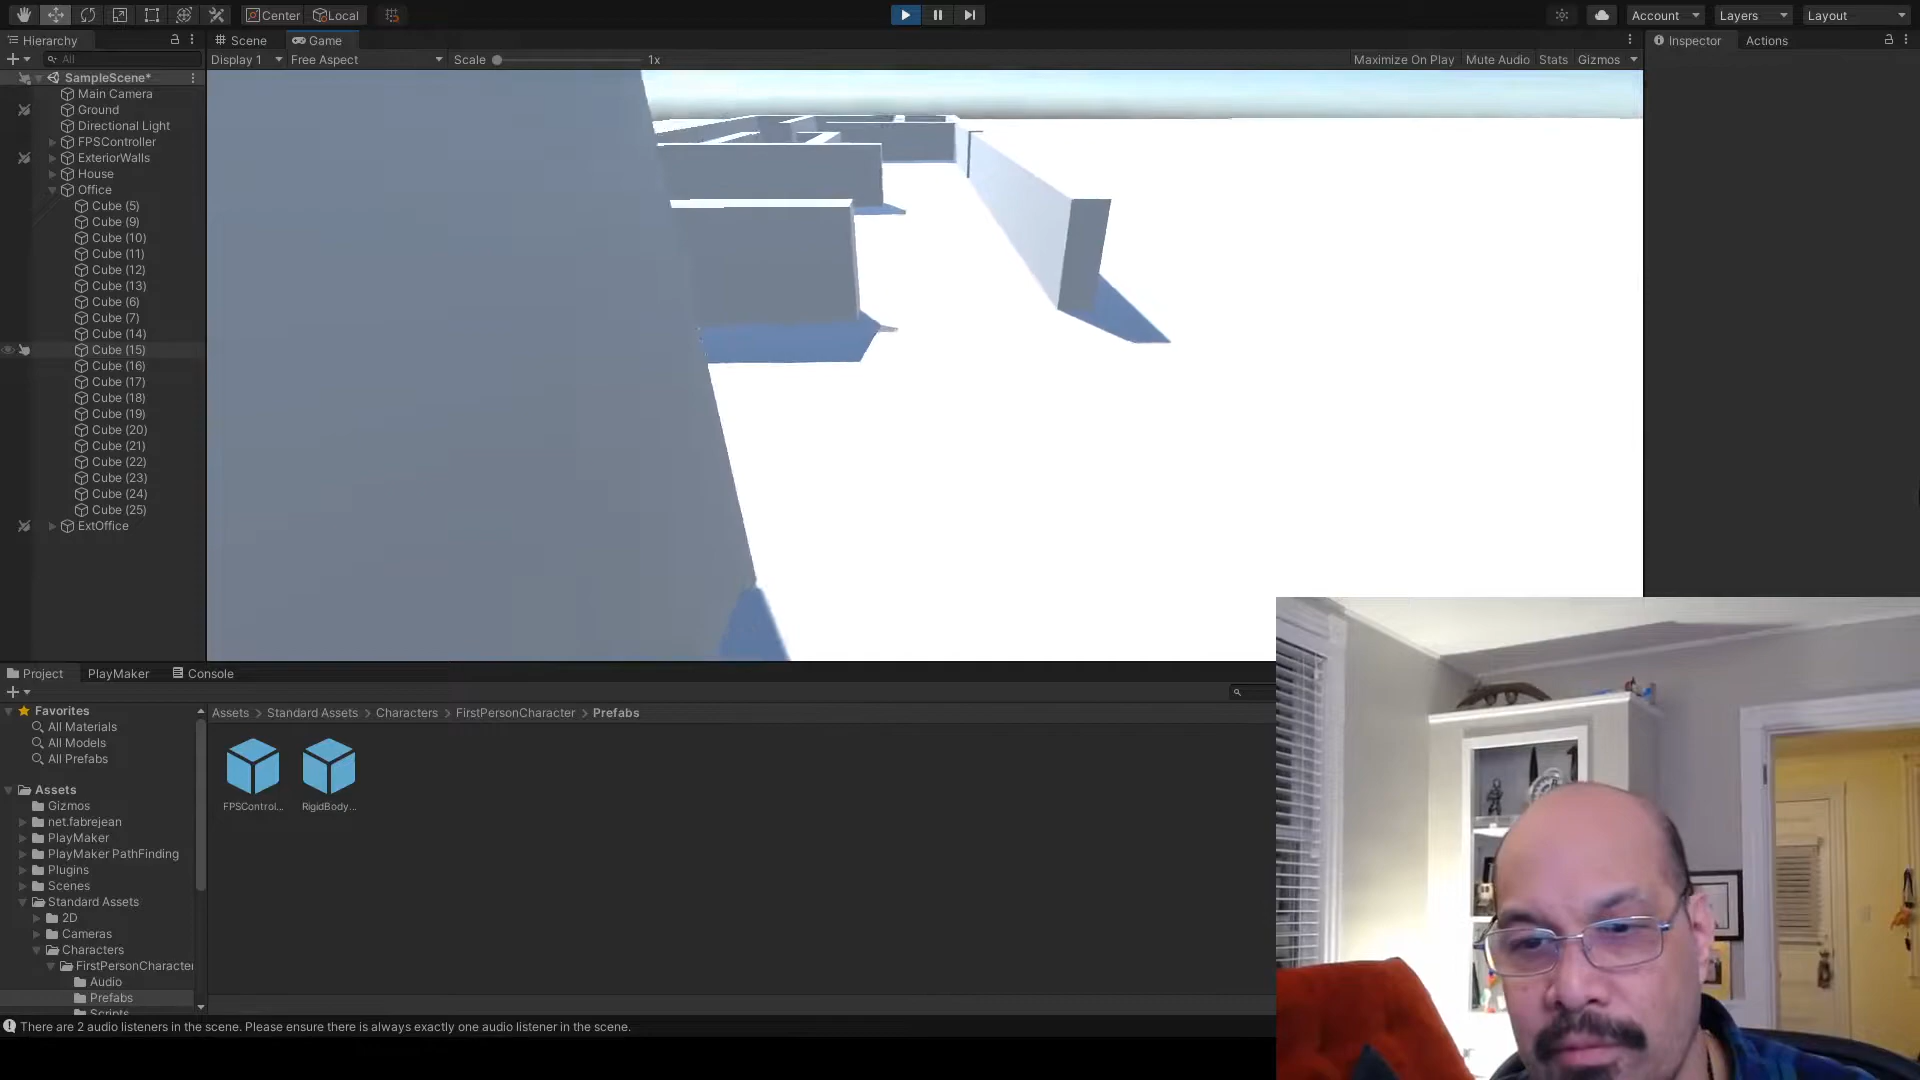 Center Local
Account Layers Layout
Hierarchy
All
SampleScene*
Main Camera
Ground
Directional Light
FPSController
ExteriorWalls
House
Office
Cube (5)
Cube (9)
Cube (10)
Cube (11)
Cube (12)
Cube (13)
Cube (6)
Cube (7)
Cube (14)
Cube (15)
Cube (16)
Cube (17)
Cube (18)
Cube (19)
Cube (20)
Cube (21)
Cube (22)
Cube (23)
Cube (24)
Cube (25)
ExtOffice
Scene Game
Display 1 Free Aspect Scale 1x Maximize On Play Mute Audio Stats Gizmos
Inspector Actions
Project PlayMaker Console
Favorites
All Materials
All Models
All Prefabs
Assets
Gizmos
net.fabrejean
PlayMaker
PlayMaker PathFinding
Plugins
Scenes
Standard Assets
2D
Cameras
Characters
FirstPersonCharacter
Audio
Prefabs
Scripts
Assets > Standard Assets > Characters > FirstPersonCharacter > Prefabs
FPSControl... RigidBody...
There are 2 audio listeners in the scene. Please ensure there is always exactly one audio listener in the scene.